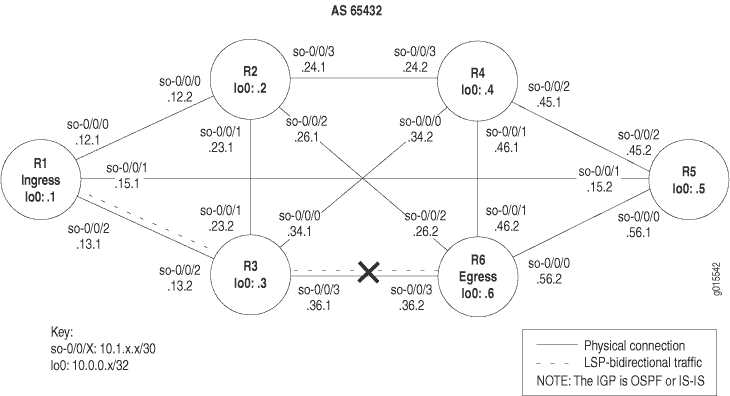 AS 65432
so-0/0/3
.24.1
so-0/0/3
.24.2
R2
lo0: .2
R4
lo0: .4
so-0/0/0
.12.2
so-0/0/2
.45.1
so-0/0/0
.12.1
so-0/0/1
.23.1
so-0/0/2
.26.1
so-0/0/0
.34.2
so-0/0/1
.46.1
so-0/0/2
.45.2
R1
Ingress
lo0: .1
so-0/0/1
.15.1
so-0/0/1
.15.2
R5
lo0: .5
so-0/0/2
.13.1
so-0/0/1
.23.2
so-0/0/0
.34.1
so-0/0/2
.26.2
so-0/0/1
.46.2
so-0/0/0
.56.1
so-0/0/2
.13.2
R3
lo0: .3
R6
Egress
lo0: .6
so-0/0/0
.56.2
so-0/0/3
.36.1
so-0/0/3
.36.2
g015542
Key:
so-0/0/X: 10.1.x.x/30
lo0: 10.0.0.x/32
Physical connection
LSP-bidirectional traffic
NOTE: The IGP is OSPF or IS-IS